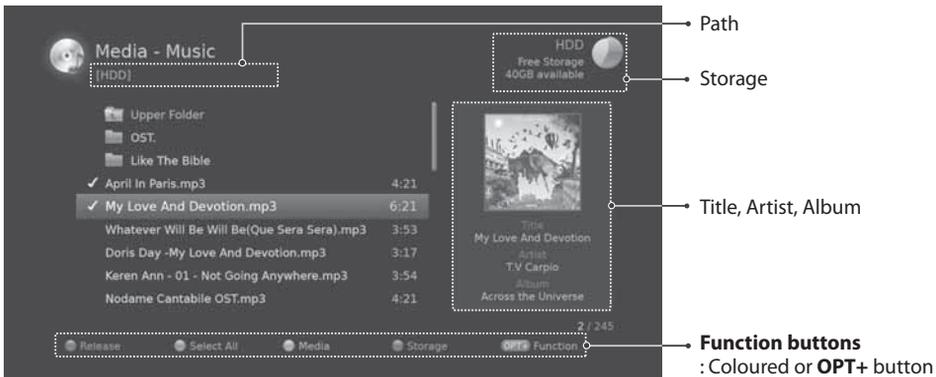 Media - Music
[HDD]
HDD
Free Storage
40GB available
Path
Storage
Upper Folder
OST.
Like The Bible
April In Paris.mp3 4:21
My Love And Devotion.mp3 6:21
Whatever Will Be Will Be(Que Sera Sera).mp3 3:53
Doris Day -My Love And Devotion.mp3 3:17
Keren Ann - 01 - Not Going Anywhere.mp3 3:54
Nodame Cantabile OST.mp3 4:21
Title
My Love And Devotion
Artist
T.V Carpio
Album
Across the Universe
Title, Artist, Album
2 / 245
Release Select All Media Storage OPT+ Function
Function buttons
: Coloured or OPT+ button